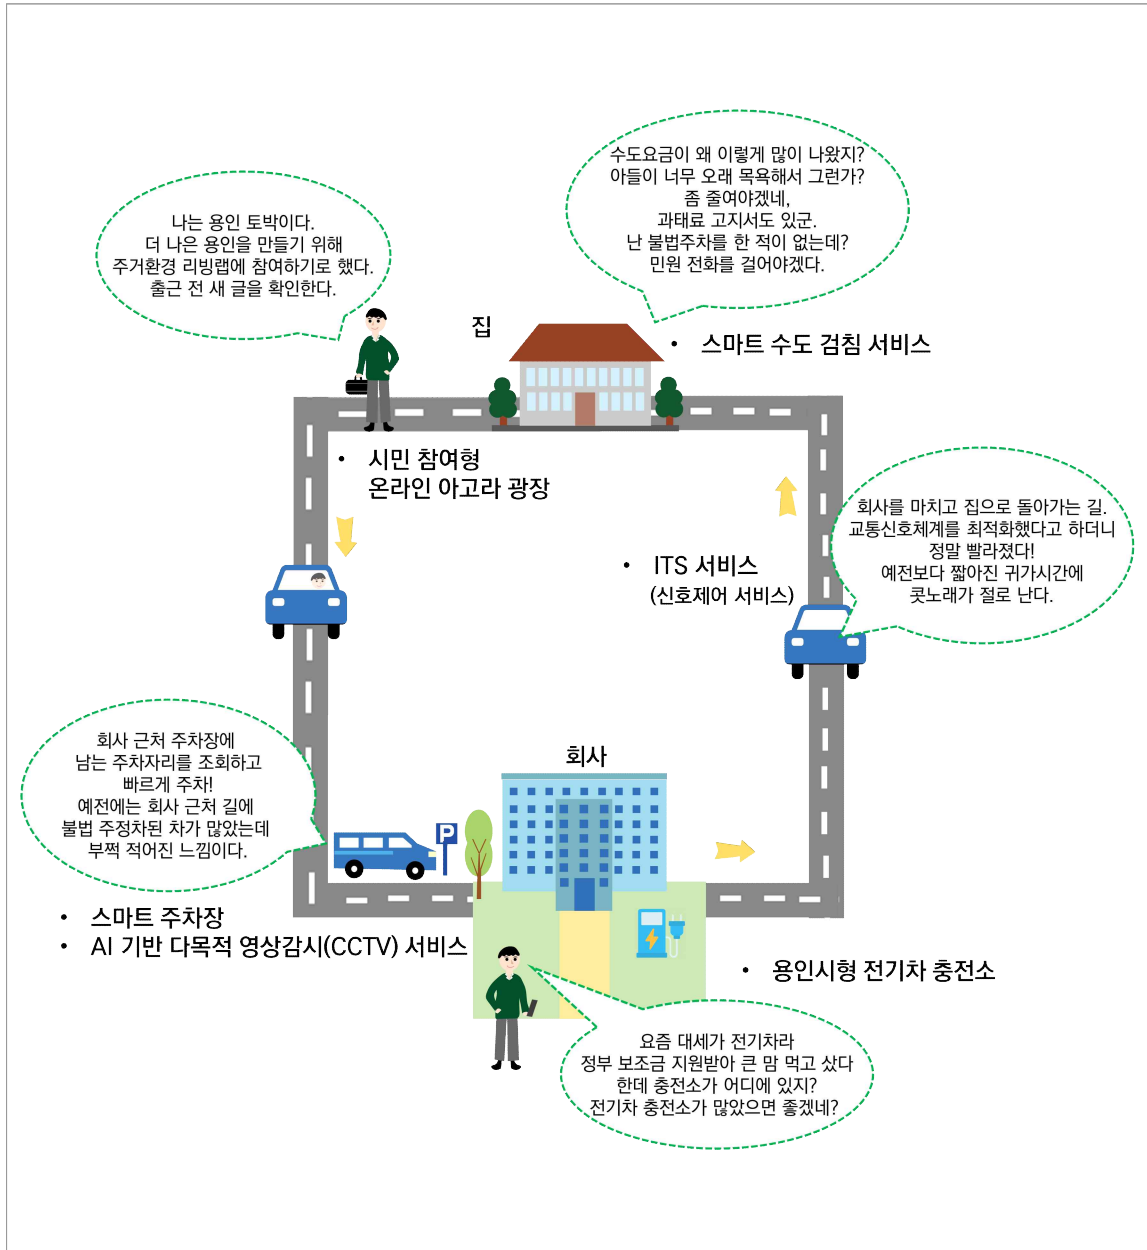 수도요금이 왜 이렇게 많이 나왔지?
아들이 너무 오래 목욕해서 그런가?
좀 줄여야겠네,
과태료 고지서도 있군.
난 불법주차를 한 적이 없는데?
민원 전화를 걸어야겠다.
나는 용인 토박이다.
더 나은 용인을 만들기 위해
주거환경 리빙랩에 참여하기로 했다.
출근 전 새 글을 확인한다.
집
• 스마트 수도 검침 서비스
• 시민 참여형
온라인 아고라 광장
회사를 마치고 집으로 돌아가는 길.
교통신호체계를 최적화했다고 하더니
정말 빨라졌다!
예전보다 짧아진 귀가시간에
콧노래가 절로 난다.
• ITS 서비스
(신호제어 서비스)
회사 근처 주차장에
남는 주차자리를 조회하고
빠르게 주차!
예전에는 회사 근처 길에
불법 주정차된 차가 많았는데
부쩍 적어진 느낌이다.
회사
P
• 스마트 주차장
• AI 기반 다목적 영상감시(CCTV) 서비스
• 용인시형 전기차 충전소
요즘 대세가 전기차라
정부 보조금 지원받아 큰 맘 먹고 샀다
한데 충전소가 어디에 있지?
전기차 충전소가 많았으면 좋겠네?